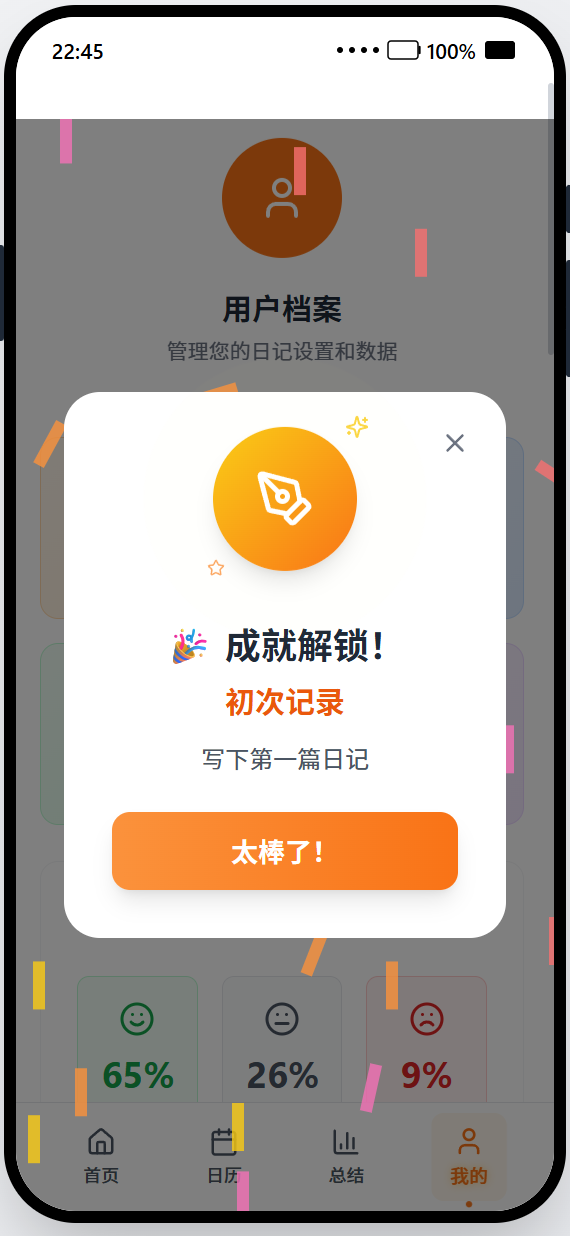 22:45
100%
用户档案
管理您的日记设置和数据
🎉 成就解锁！
初次记录
写下第一篇日记
太棒了！
65%
26%
9%
首页
日历
总结
我的